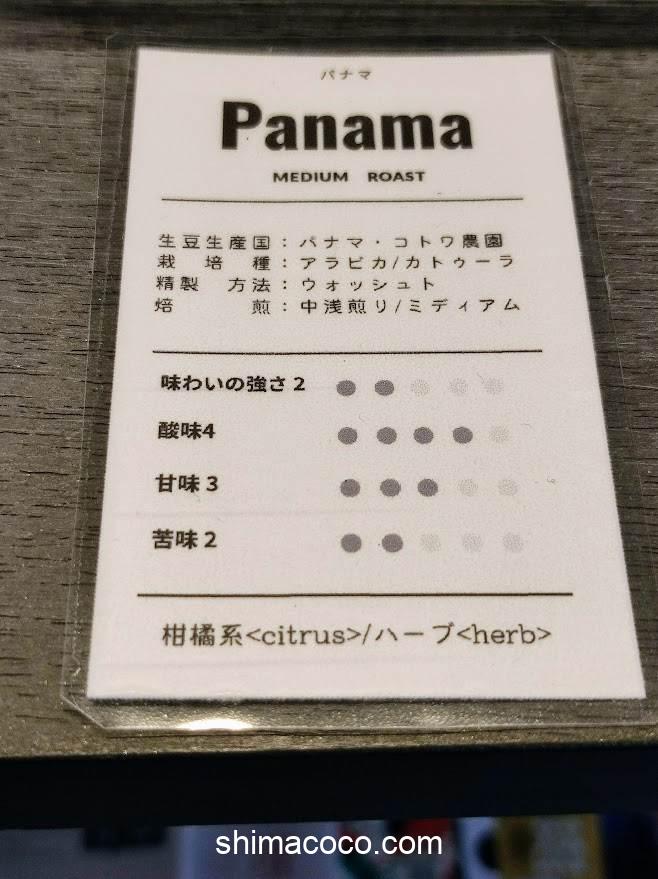 パナマ
Panama
MEDIUM ROAST
生豆生産国：パナマ・コトワ農園
栽培種：アラビカ/カトゥーラ
精製方法：ウォッシュト
焙煎：中浅煎り/ミディアム
味わいの強さ 2
酸味4
甘味 3
苦味 2
柑橘系<citrus>/ハーブ<herb>
shimacoco.com